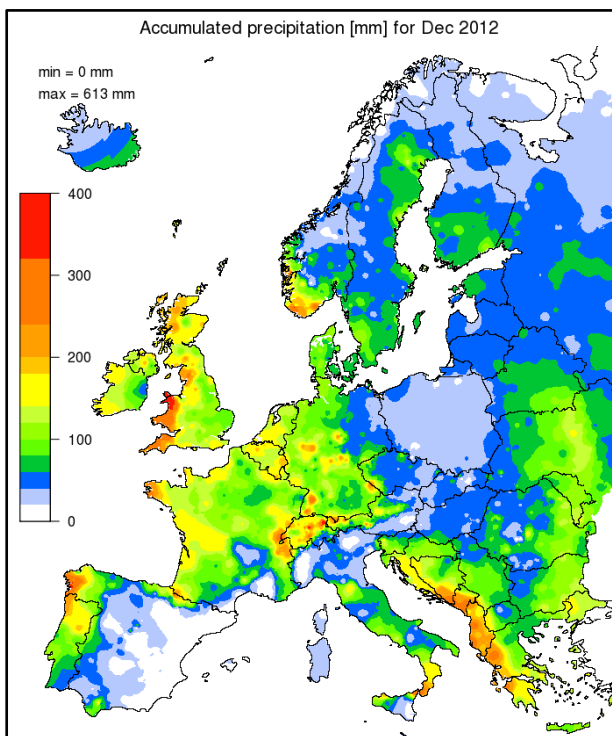 Accumulated precipitation [mm] for Dec 2012
min = 0 mm
max = 613 mm
400
300
200
100
0